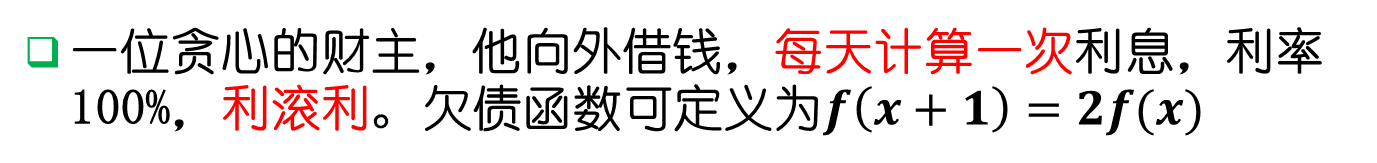 一位贪心的财主，他向外借钱，每天计算一次利息，利率
100%，利滚利。欠债函数可定义为f(x + 1) = 2f(x)